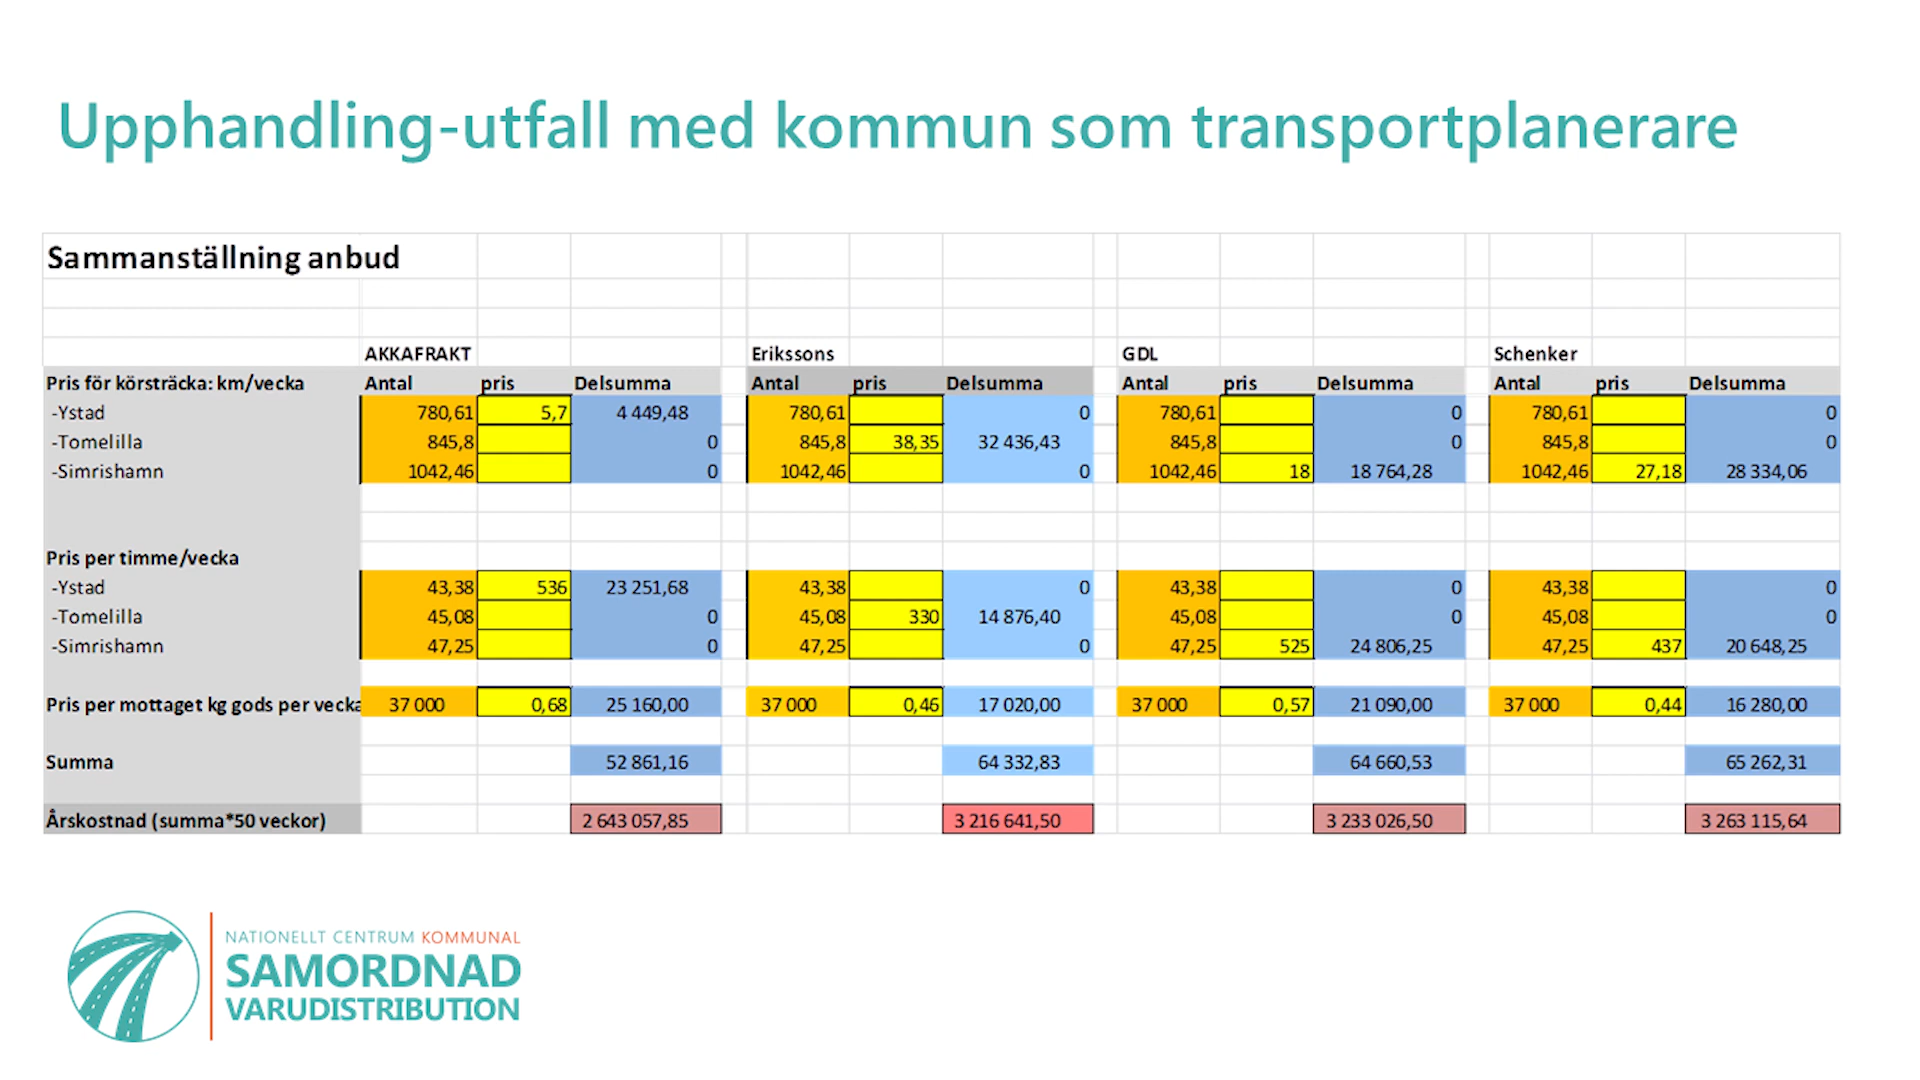 Upphandling-utfall med kommun som transportplanerare
Sammanställning anbud
AKKAFRAKT Erikssons GDL Schenker
Pris för körsträcka: km/vecka Antal pris Delsumma Antal pris Delsumma Antal pris Delsumma Antal pris Delsumma
-Ystad 780,61 5,7 4 449,48 780,61 0 780,61 0 780,61 0
-Tomelilla 845,8 0 845,8 38,35 32 436,43 845,8 0 845,8 0
-Simrishamn 1042,46 0 1042,46 0 1042,46 18 18 764,28 1042,46 27,18 28 334,06
Pris per timme/vecka
-Ystad 43,38 536 23 251,68 43,38 0 43,38 0 43,38 0
-Tomelilla 45,08 0 45,08 330 14 876,40 45,08 0 45,08 0
-Simrishamn 47,25 0 47,25 0 47,25 525 24 806,25 47,25 437 20 648,25
Pris per mottaget kg gods per vecka 37 000 0,68 25 160,00 37 000 0,46 17 020,00 37 000 0,57 21 090,00 37 000 0,44 16 280,00
Summa 52 861,16 64 332,83 64 660,53 65 262,31
Årskostnad (summa*50 veckor) 2 643 057,85 3 216 641,50 3 233 026,50 3 263 115,64
NATIONELLT CENTRUM KOMMUNAL
SAMORDNAD
VARUDISTRIBUTION